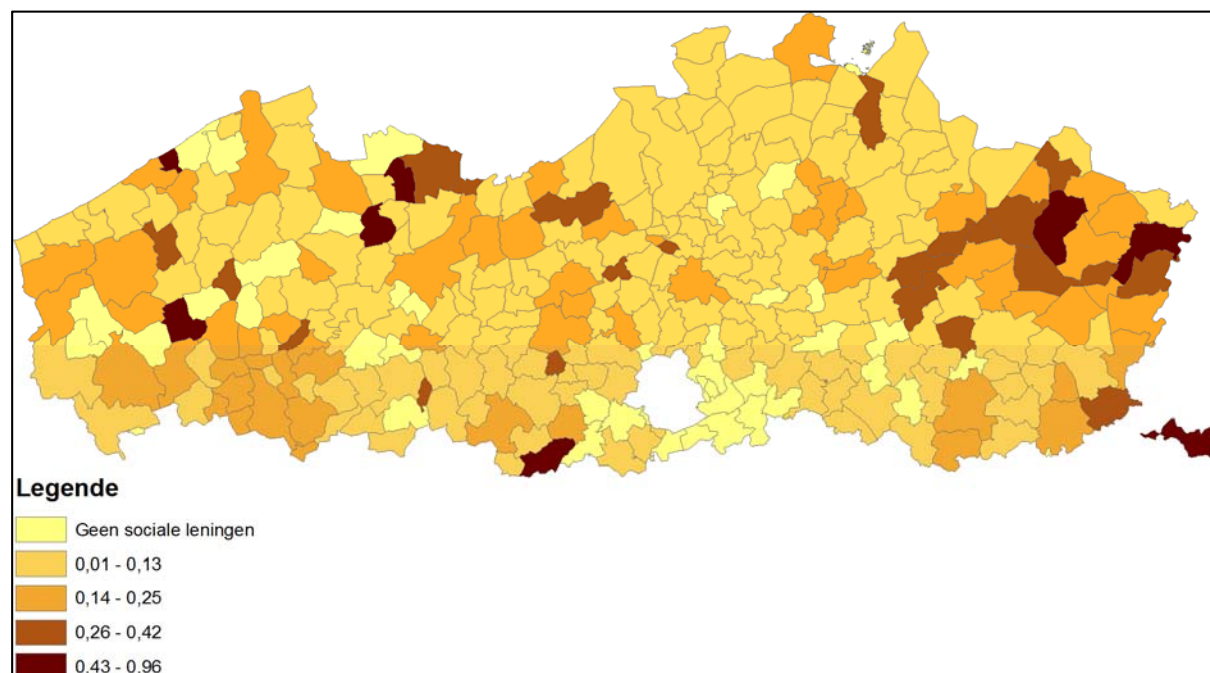 Legende
Geen sociale leningen
0,01 - 0,13
0,14 - 0,25
0,26 - 0,42
0,43 - 0,96